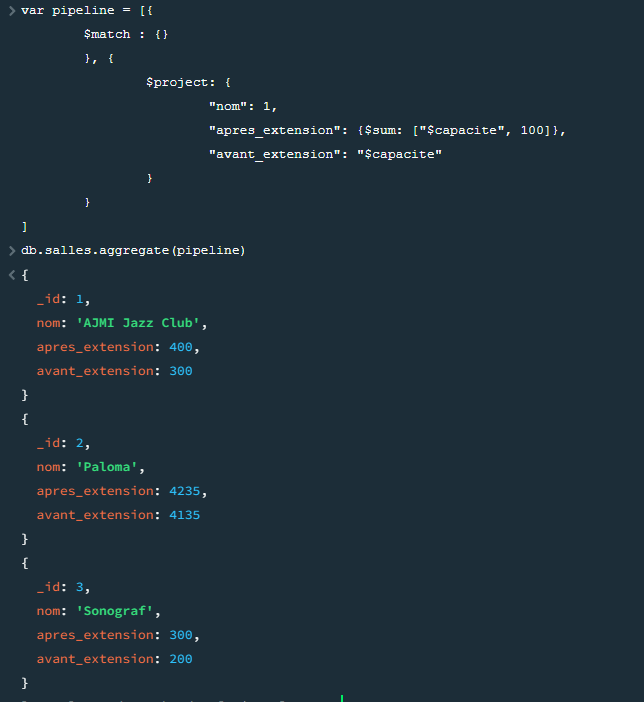 var pipeline = [{
$match : {}
}, {
$project: {
"nom": 1,
"apres_extension": {$sum: ["$capacite", 100]},
"avant_extension": "$capacite"
}
}
]
db.salles.aggregate(pipeline)
{
_id: 1,
nom: 'AJMI Jazz Club',
apres_extension: 400,
avant_extension: 300
}
{
_id: 2,
nom: 'Paloma',
apres_extension: 4235,
avant_extension: 4135
}
{
_id: 3,
nom: 'Sonograf',
apres_extension: 300,
avant_extension: 200
}